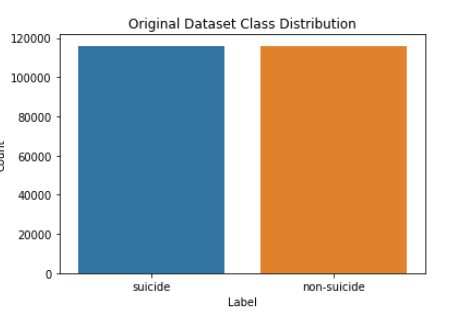 Original Dataset Class Distribution
120000
100000
80000
60000
40000
20000
0
count
suicide
non-suicide
Label